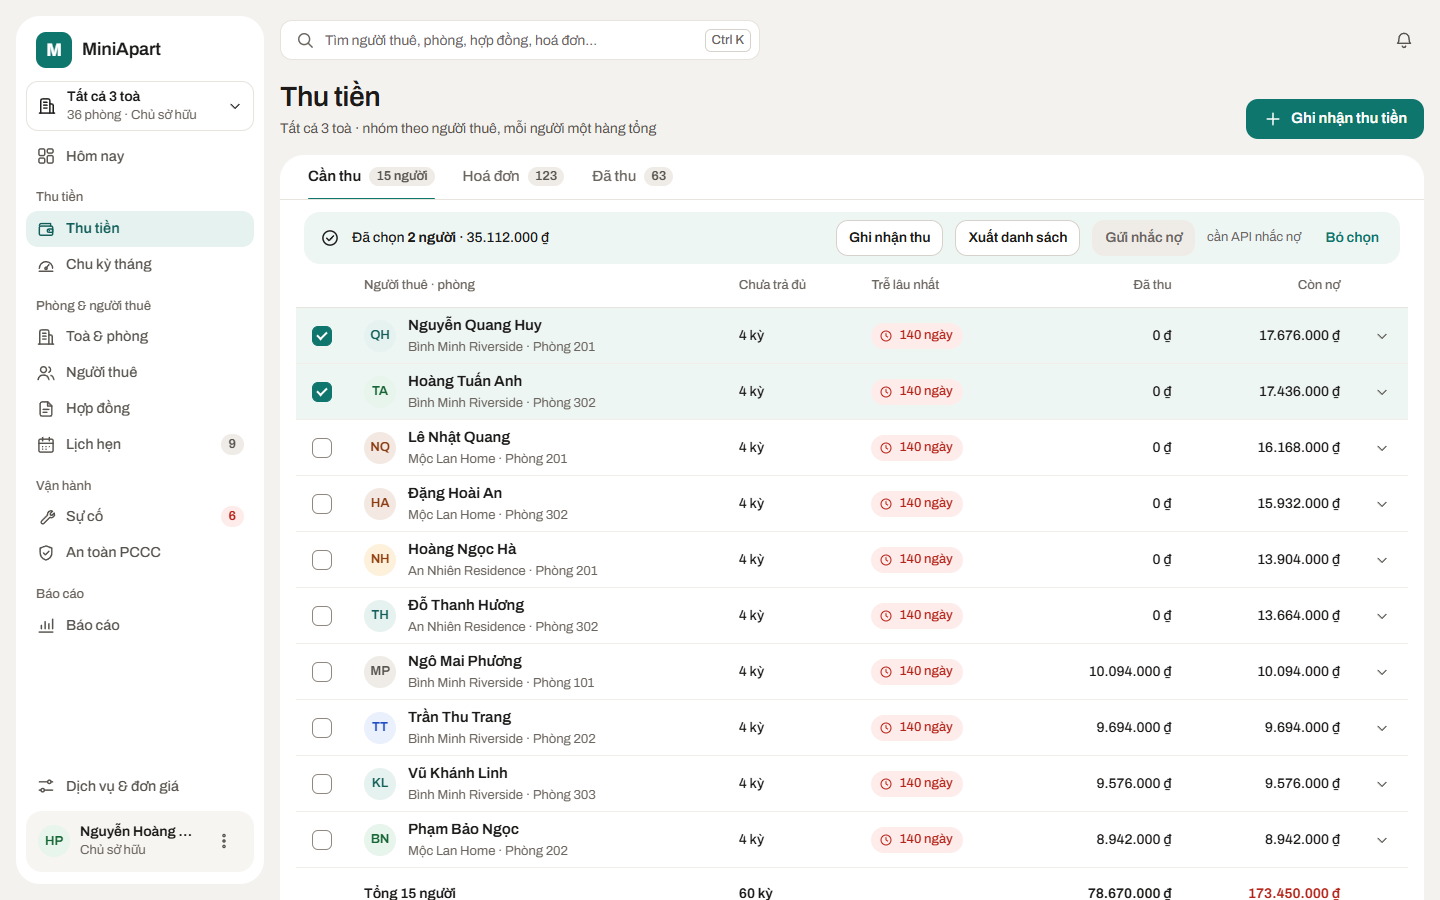 M MiniApart
Tìm người thuê, phòng, hợp đồng, hoá đơn... Ctrl K
Tất cả 3 toà
36 phòng · Chủ sở hữu
Hôm nay
Thu tiền
Thu tiền
Chu kỳ tháng
Phòng & người thuê
Toà & phòng
Người thuê
Hợp đồng
Lịch hẹn 9
Vận hành
Sự cố 6
An toàn PCCC
Báo cáo
Báo cáo
Dịch vụ & đơn giá
HP Nguyễn Hoàng ...
Chủ sở hữu
Thu tiền
Tất cả 3 toà · nhóm theo người thuê, mỗi người một hàng tổng
Ghi nhận thu tiền
Cần thu 15 người Hoá đơn 123 Đã thu 63
Đã chọn 2 người · 35.112.000 ₫ Ghi nhận thu Xuất danh sách Gửi nhắc nợ cần API nhắc nợ Bỏ chọn
Người thuê · phòng Chưa trả đủ Trễ lâu nhất Đã thu Còn nợ
QH Nguyễn Quang Huy 4 kỳ 140 ngày 0 ₫ 17.676.000 ₫
Bình Minh Riverside · Phòng 201
TA Hoàng Tuấn Anh 4 kỳ 140 ngày 0 ₫ 17.436.000 ₫
Bình Minh Riverside · Phòng 302
NQ Lê Nhật Quang 4 kỳ 140 ngày 0 ₫ 16.168.000 ₫
Mộc Lan Home · Phòng 201
HA Đặng Hoài An 4 kỳ 140 ngày 0 ₫ 15.932.000 ₫
Mộc Lan Home · Phòng 302
NH Hoàng Ngọc Hà 4 kỳ 140 ngày 0 ₫ 13.904.000 ₫
An Nhiên Residence · Phòng 201
TH Đỗ Thanh Hương 4 kỳ 140 ngày 0 ₫ 13.664.000 ₫
An Nhiên Residence · Phòng 302
MP Ngô Mai Phương 4 kỳ 140 ngày 10.094.000 ₫ 10.094.000 ₫
Bình Minh Riverside · Phòng 101
TT Trần Thu Trang 4 kỳ 140 ngày 9.694.000 ₫ 9.694.000 ₫
Bình Minh Riverside · Phòng 202
KL Vũ Khánh Linh 4 kỳ 140 ngày 9.576.000 ₫ 9.576.000 ₫
Bình Minh Riverside · Phòng 303
BN Phạm Bảo Ngọc 4 kỳ 140 ngày 8.942.000 ₫ 8.942.000 ₫
Mộc Lan Home · Phòng 202
Tổng 15 người 60 kỳ 78.670.000 ₫ 173.450.000 ₫